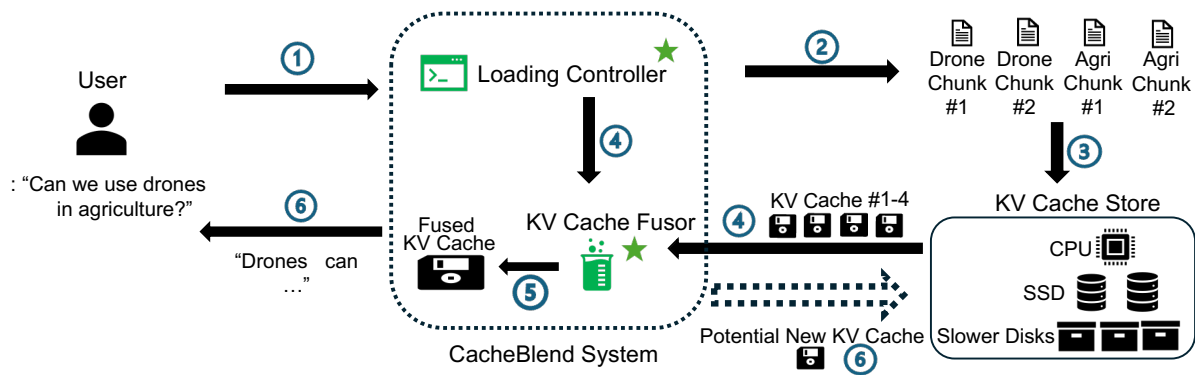 User
: “Can we use drones
in agriculture?”
1
Loading Controller
2
Drone
Chunk
#1
Drone
Chunk
#2
Agri
Chunk
#1
Agri
Chunk
#2
3
4
KV Cache Store
CPU
SSD
Slower Disks
KV Cache #1-4
4
KV Cache Fusor
5
Fused
KV Cache
6
“Drones can
…”
Potential New KV Cache
6
CacheBlend System